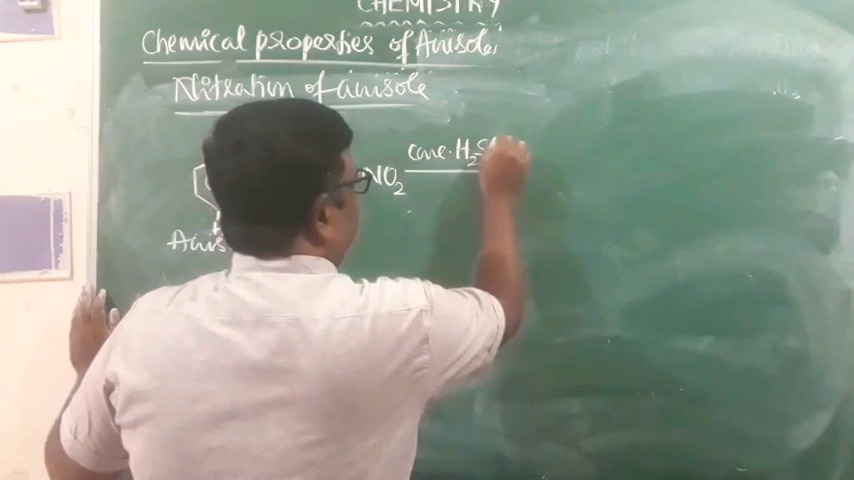 CHEMISTRY
Chemical properties of Anisole
Nitration of anisole
NO2 conc. H2S
Anis